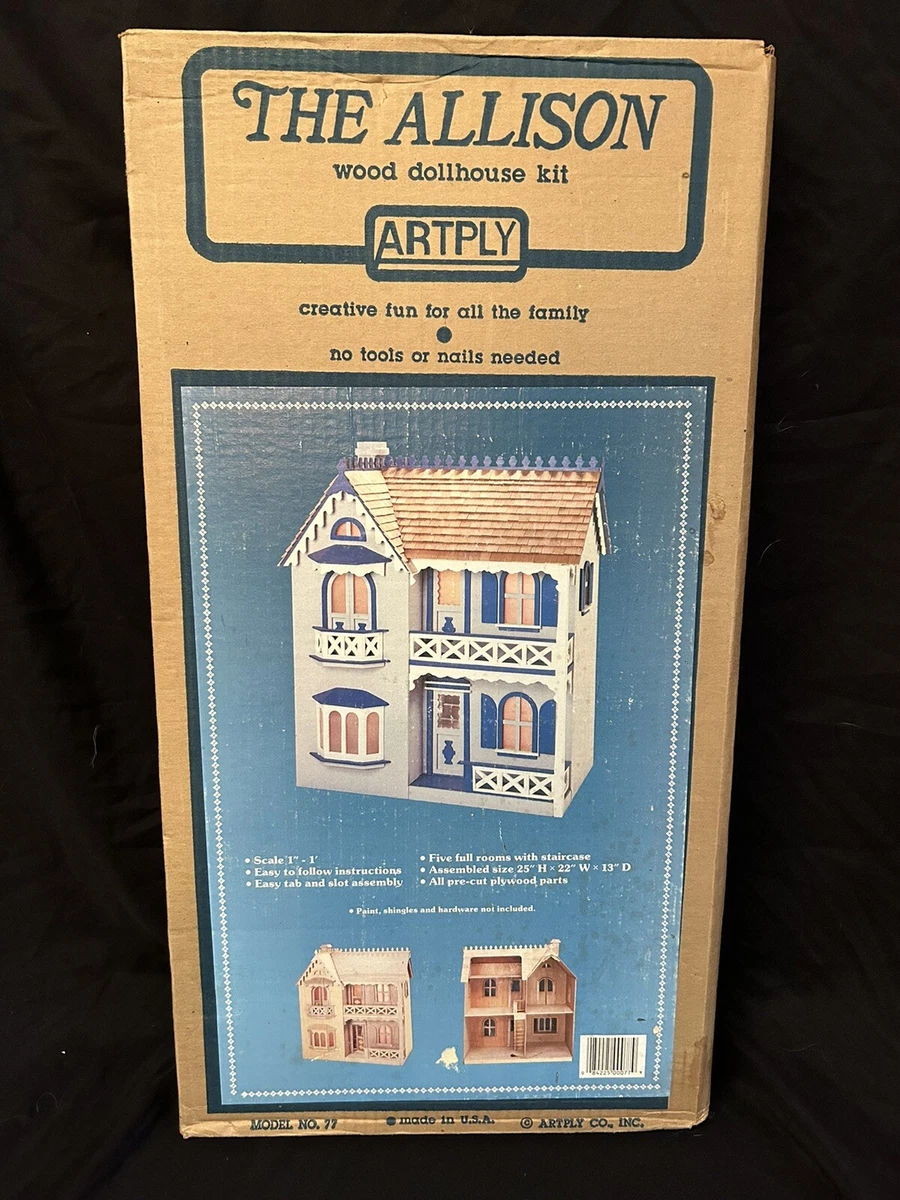 THE ALLISON
wood dollhouse kit
ARTPLY
creative fun for all the family
no tools or nails needed
• Scale 1" - 1'
• Easy to follow instructions
• Easy tab and slot assembly
• Five full rooms with staircase
• Assembled size 25" H × 22" W × 13" D
• All pre-cut plywood parts
• Paint, shingles and hardware not included.
MODEL NO. 77
● made in U.S.A.
© ARTPLY CO., INC.